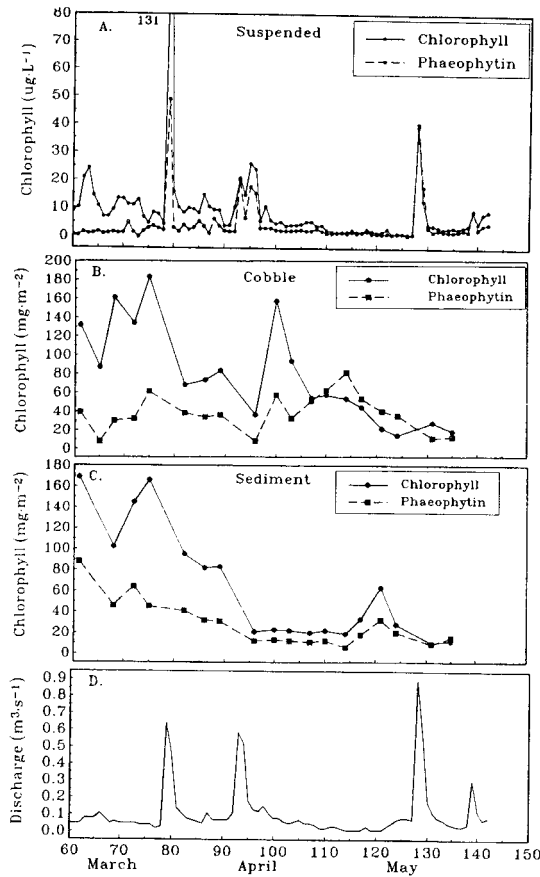 131
80
A.
Suspended
Chlorophyll
Phaeophytin
70
60
50
40
30
20
10
0
Chlorophyll (ug·L⁻¹)
200
B.
Cobble
Chlorophyll
Phaeophytin
180
160
140
120
100
80
60
40
20
0
Chlorophyll (mg·m⁻²)
180
C.
Sediment
Chlorophyll
Phaeophytin
160
140
120
100
80
60
40
20
0
Chlorophyll (mg·m⁻²)
0.9
D.
0.8
0.7
0.6
0.5
0.4
0.3
0.2
0.1
0.0
Discharge (m³·s⁻¹)
60 70 80 90 100 110 120 130 140 150
March April May